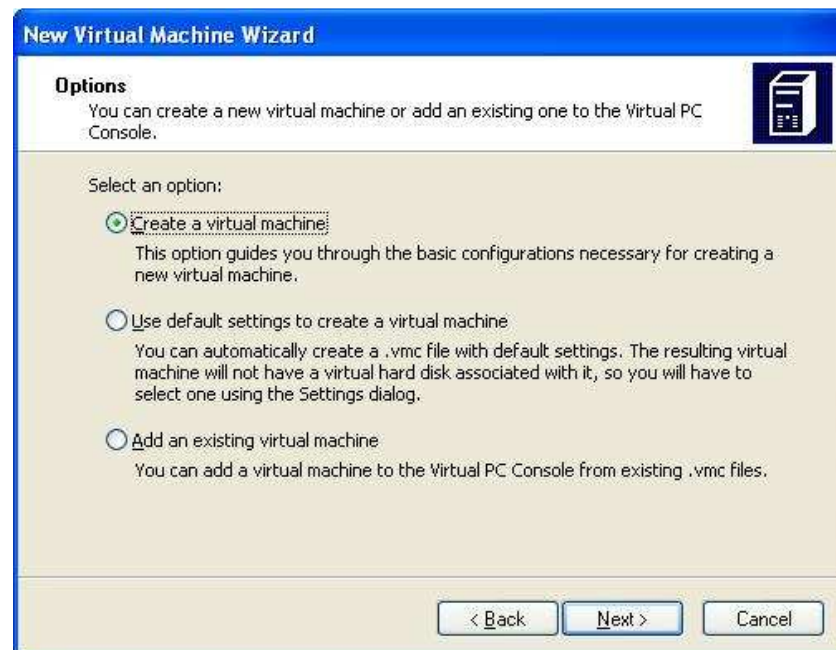 New Virtual Machine Wizard
Options
You can create a new virtual machine or add an existing one to the Virtual PC
Console.
Select an option:
Create a virtual machine
This option guides you through the basic configurations necessary for creating a
new virtual machine.
Use default settings to create a virtual machine
You can automatically create a .vmc file with default settings. The resulting virtual
machine will not have a virtual hard disk associated with it, so you will have to
select one using the Settings dialog.
Add an existing virtual machine
You can add a virtual machine to the Virtual PC Console from existing .vmc files.
< Back Next > Cancel